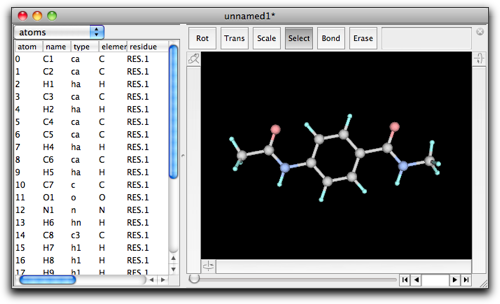 unnamed1*
atoms
Rot Trans Scale Select Bond Erase
atom name type elemen residue
0 C1 ca C RES.1
1 C2 ca C RES.1
2 H1 ha H RES.1
3 C3 ca C RES.1
4 H2 ha H RES.1
5 C4 ca C RES.1
6 C5 ca C RES.1
7 H4 ha H RES.1
8 C6 ca C RES.1
9 H5 ha H RES.1
10 C7 c C RES.1
11 O1 o O RES.1
12 N1 n N RES.1
13 H6 hn H RES.1
14 C8 c3 C RES.1
15 H7 h1 H RES.1
16 H8 h1 H RES.1
17 H9 h1 H RES.1